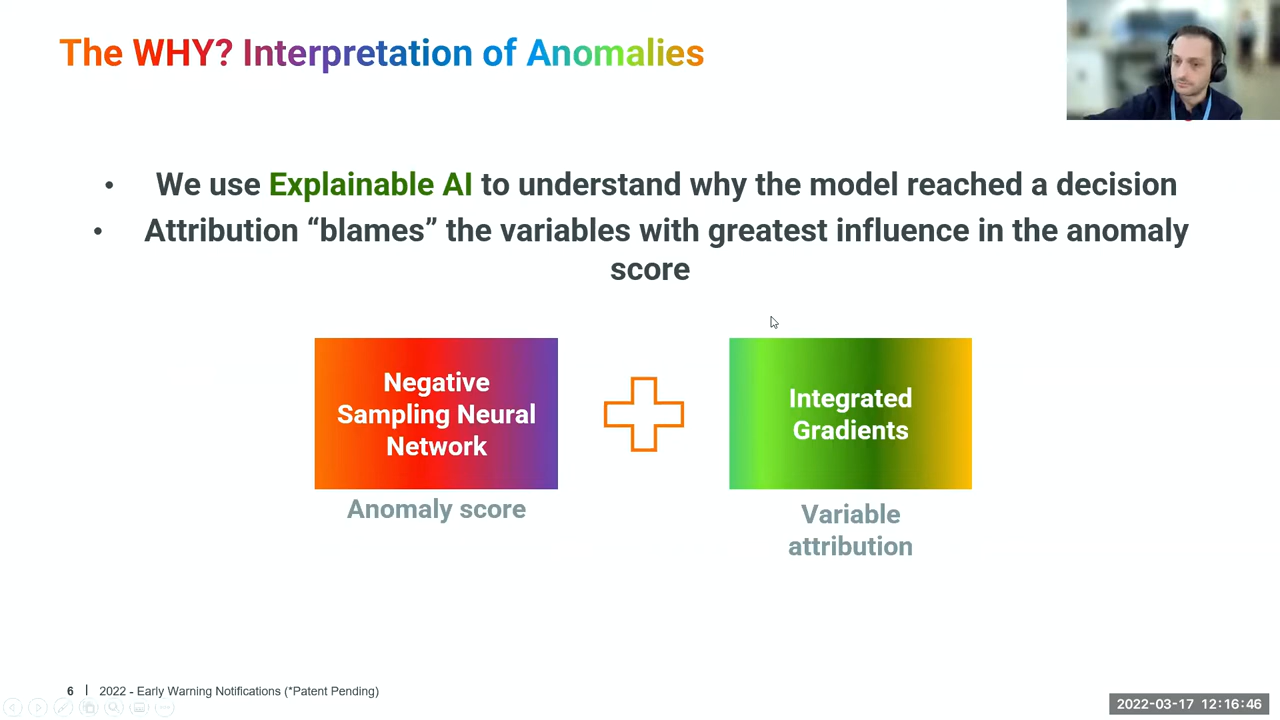 The WHY? Interpretation of Anomalies
• We use Explainable AI to understand why the model reached a decision
• Attribution “blames” the variables with greatest influence in the anomaly
score
Negative
Sampling Neural
Network
Anomaly score
Integrated
Gradients
Variable
attribution
6 | 2022 - Early Warning Notifications (*Patent Pending)
2022-03-17 12:16:46